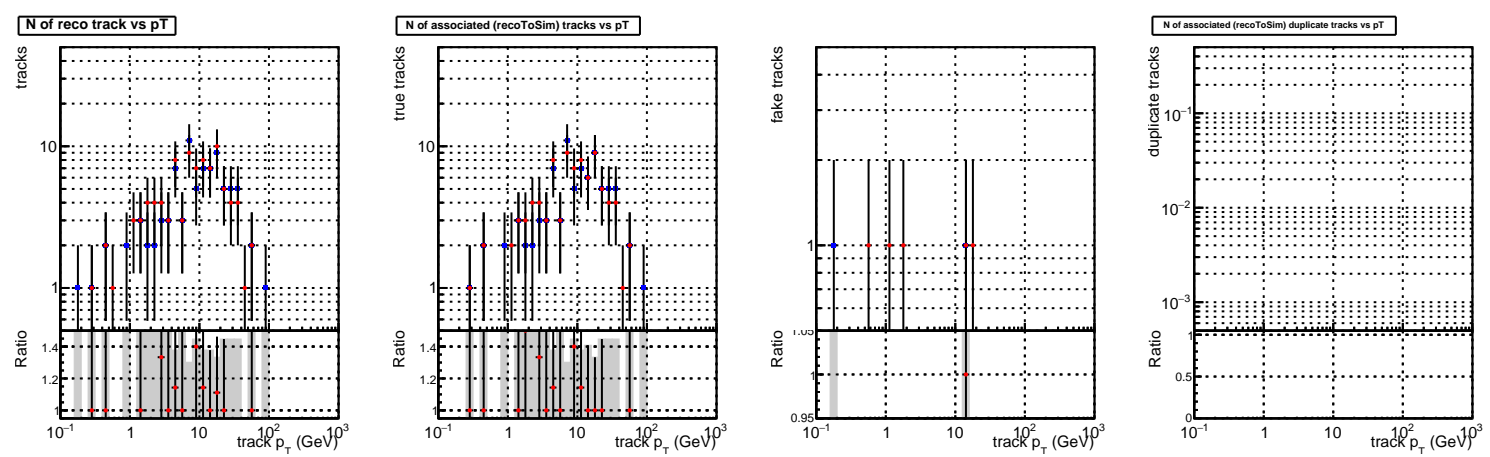 N of reco track vs pT
tracks
10
1
Ratio
1.4
1.2
1
10^-1 1 10 10^2 10^3
track p_T (GeV)
N of associated (recoToSim) tracks vs pT
true tracks
10
1
Ratio
1.4
1.2
1
10^-1 1 10 10^2 10^3
track p_T (GeV)
fake tracks
1
Ratio
1.05
1
0.95
10^-1 1 10 10^2 10^3
track p_T (GeV)
N of associated (recoToSim) duplicate tracks vs pT
duplicate tracks
10^-1
10^-2
10^-3
Ratio
1
0.5
0
10^-1 1 10 10^2 10^3
track p_T (GeV)